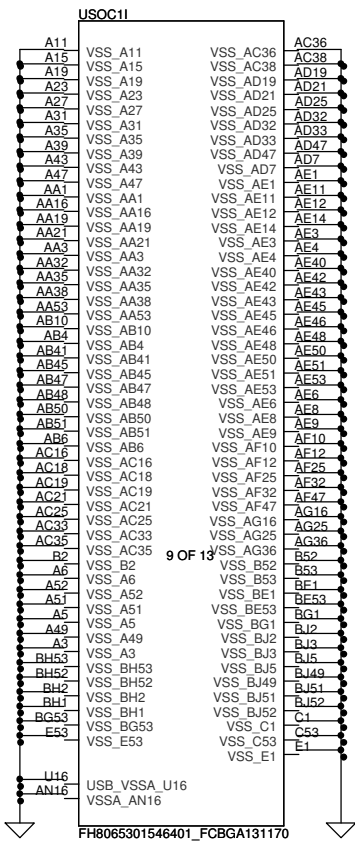 USOC1I
A11 VSS_A11 VSS_AC36 AC36
A15 VSS_A15 VSS_AC38 AC38
A19 VSS_A19 VSS_AD19 AD19
A23 VSS_A23 VSS_AD21 AD21
A27 VSS_A27 VSS_AD25 AD25
A31 VSS_A31 VSS_AD32 AD32
A35 VSS_A35 VSS_AD33 AD33
A39 VSS_A39 VSS_AD47 AD47
A43 VSS_A43 VSS_AD7 AD7
A47 VSS_A47 VSS_AE1 AE1
AA1 VSS_AA1 VSS_AE11 AE11
AA16 VSS_AA16 VSS_AE12 AE12
AA19 VSS_AA19 VSS_AE14 AE14
AA21 VSS_AA21 VSS_AE3 AE3
AA3 VSS_AA3 VSS_AE4 AE4
AA32 VSS_AA32 VSS_AE40 AE40
AA35 VSS_AA35 VSS_AE42 AE42
AA38 VSS_AA38 VSS_AE43 AE43
AA53 VSS_AA53 VSS_AE45 AE45
AB10 VSS_AB10 VSS_AE46 AE46
AB4 VSS_AB4 VSS_AE48 AE48
AB41 VSS_AB41 VSS_AE50 AE50
AB45 VSS_AB45 VSS_AE51 AE51
AB47 VSS_AB47 VSS_AE53 AE53
AB48 VSS_AB48 VSS_AE6 AE6
AB50 VSS_AB50 VSS_AE8 AE8
AB51 VSS_AB51 VSS_AE9 AE9
AB6 VSS_AB6 VSS_AF10 AF10
AC16 VSS_AC16 VSS_AF12 AF12
AC18 VSS_AC18 VSS_AF25 AF25
AC19 VSS_AC19 VSS_AF32 AF32
AC21 VSS_AC21 VSS_AF47 AF47
AC25 VSS_AC25 VSS_AG16 AG16
AC33 VSS_AC33 VSS_AG25 AG25
AC35 VSS_AC35 9 OF 13 VSS_AG36 AG36
B2 VSS_B2 VSS_B52 B52
A6 VSS_A6 VSS_B53 B53
A52 VSS_A52 VSS_BE1 BE1
A51 VSS_A51 VSS_BE53 BE53
A5 VSS_A5 VSS_BG1 BG1
A49 VSS_A49 VSS_BJ2 BJ2
A3 VSS_A3 VSS_BJ3 BJ3
BH53 VSS_BH53 VSS_BJ5 BJ5
BH52 VSS_BH52 VSS_BJ49 BJ49
BH2 VSS_BH2 VSS_BJ51 BJ51
BH1 VSS_BH1 VSS_BJ52 BJ52
BG53 VSS_BG53 VSS_C1 C1
E53 VSS_E53 VSS_C53 C53
VSS_E1 E1
U16 USB_VSSA_U16
AN16 VSSA_AN16
FH8065301546401_FCBGA131170